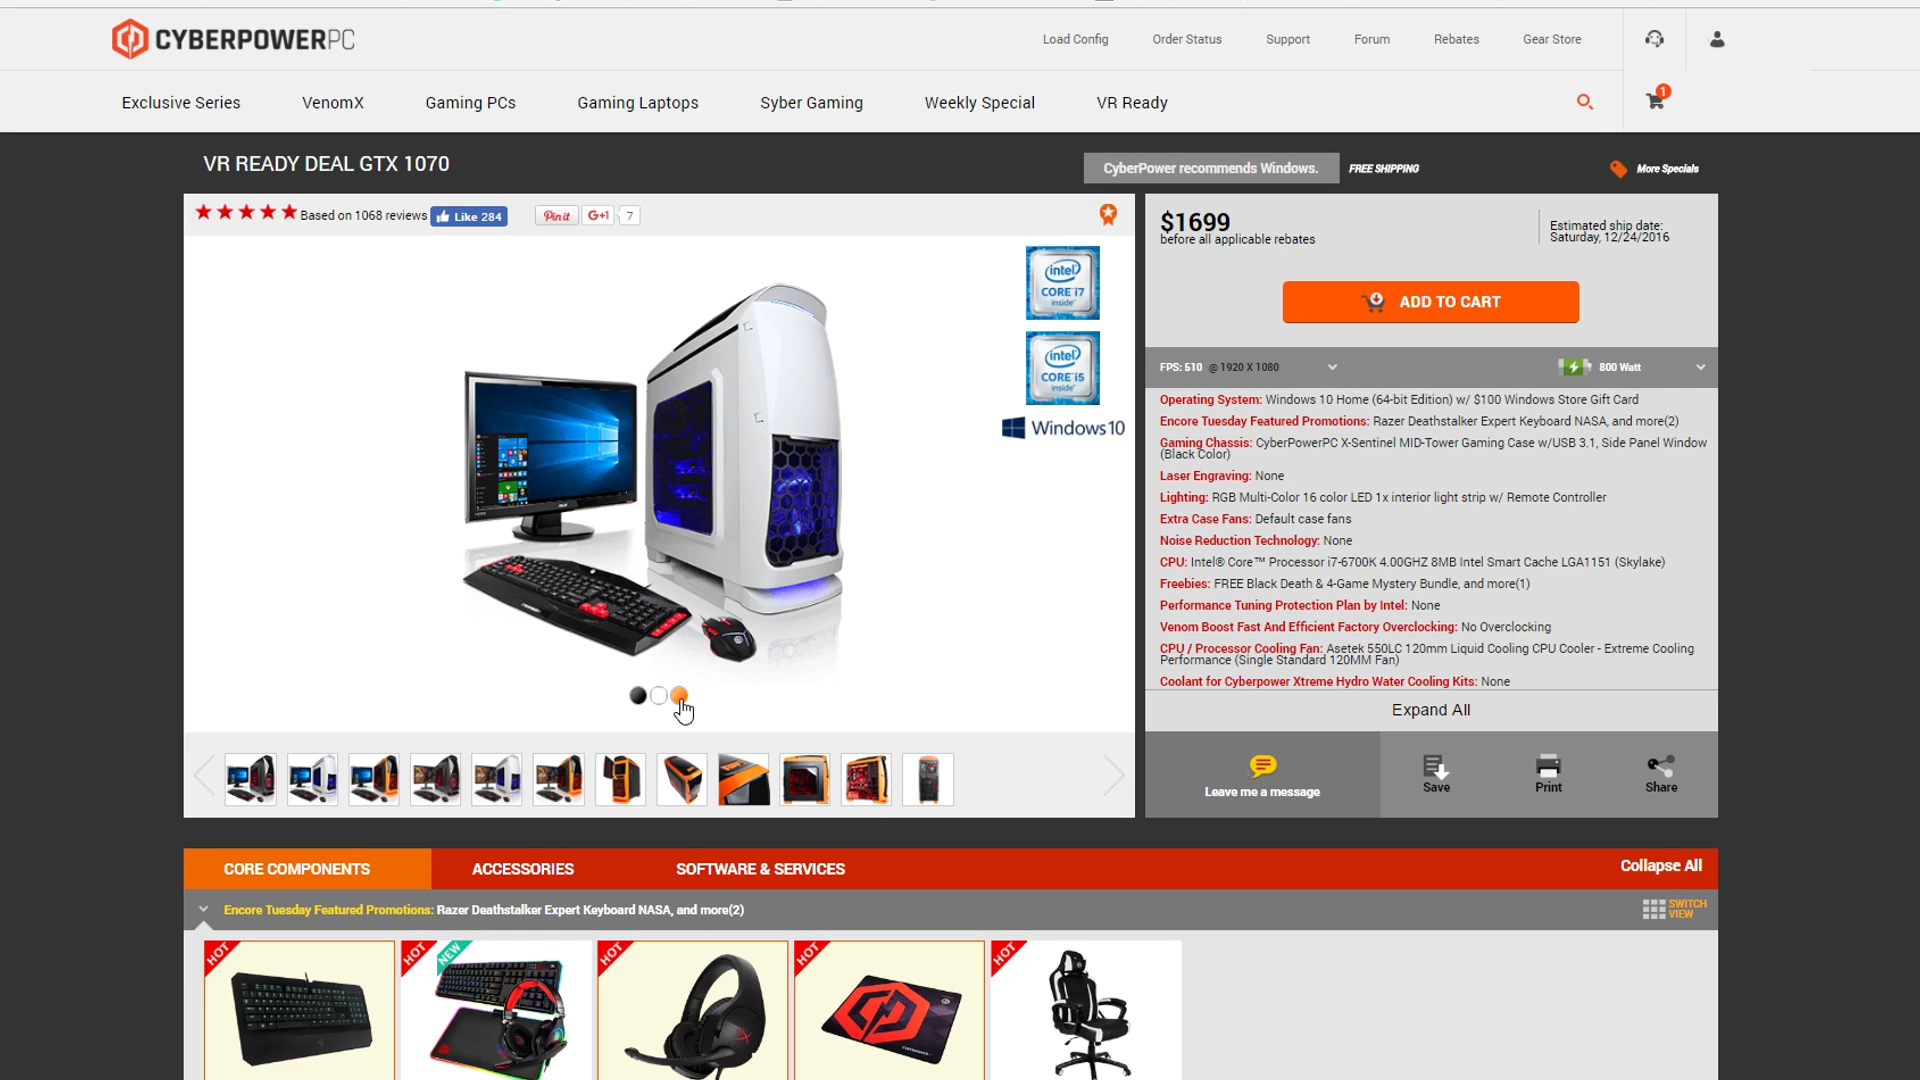 CYBERPOWERPC
Load Config Order Status Support Forum Rebates Gear Store
Exclusive Series VenomX Gaming PCs Gaming Laptops Syber Gaming Weekly Special VR Ready
1
VR READY DEAL GTX 1070
CyberPower recommends Windows. FREE SHIPPING More Specials
Based on 1068 reviews Like 284 Pin it G+1 7
intel
CORE i7
inside
intel
CORE i5
inside
Windows10
$1699
before all applicable rebates
Estimated ship date:
Saturday, 12/24/2016
ADD TO CART
FPS: 510 @ 1920 X 1080 800 Watt
Operating System: Windows 10 Home (64-bit Edition) w/ $100 Windows Store Gift Card
Encore Tuesday Featured Promotions: Razer Deathstalker Expert Keyboard NASA, and more(2)
Gaming Chassis: CyberPowerPC X-Sentinel MID-Tower Gaming Case w/USB 3.1, Side Panel Window
(Black Color)
Laser Engraving: None
Lighting: RGB Multi-Color 16 color LED 1x interior light strip w/ Remote Controller
Extra Case Fans: Default case fans
Noise Reduction Technology: None
CPU: Intel® Core™ Processor i7-6700K 4.00GHZ 8MB Intel Smart Cache LGA1151 (Skylake)
Freebies: FREE Black Death & 4-Game Mystery Bundle, and more(1)
Performance Tuning Protection Plan by Intel: None
Venom Boost Fast And Efficient Factory Overclocking: No Overclocking
CPU / Processor Cooling Fan: Asetek 550LC 120mm Liquid Cooling CPU Cooler - Extreme Cooling
Performance (Single Standard 120MM Fan)
Coolant for Cyberpower Xtreme Hydro Water Cooling Kits: None
Expand All
Leave me a message Save Print Share
CORE COMPONENTS ACCESSORIES SOFTWARE & SERVICES Collapse All
Encore Tuesday Featured Promotions: Razer Deathstalker Expert Keyboard NASA, and more(2)
SWITCH
VIEW
HOT HOT NEW HOT HOT HOT